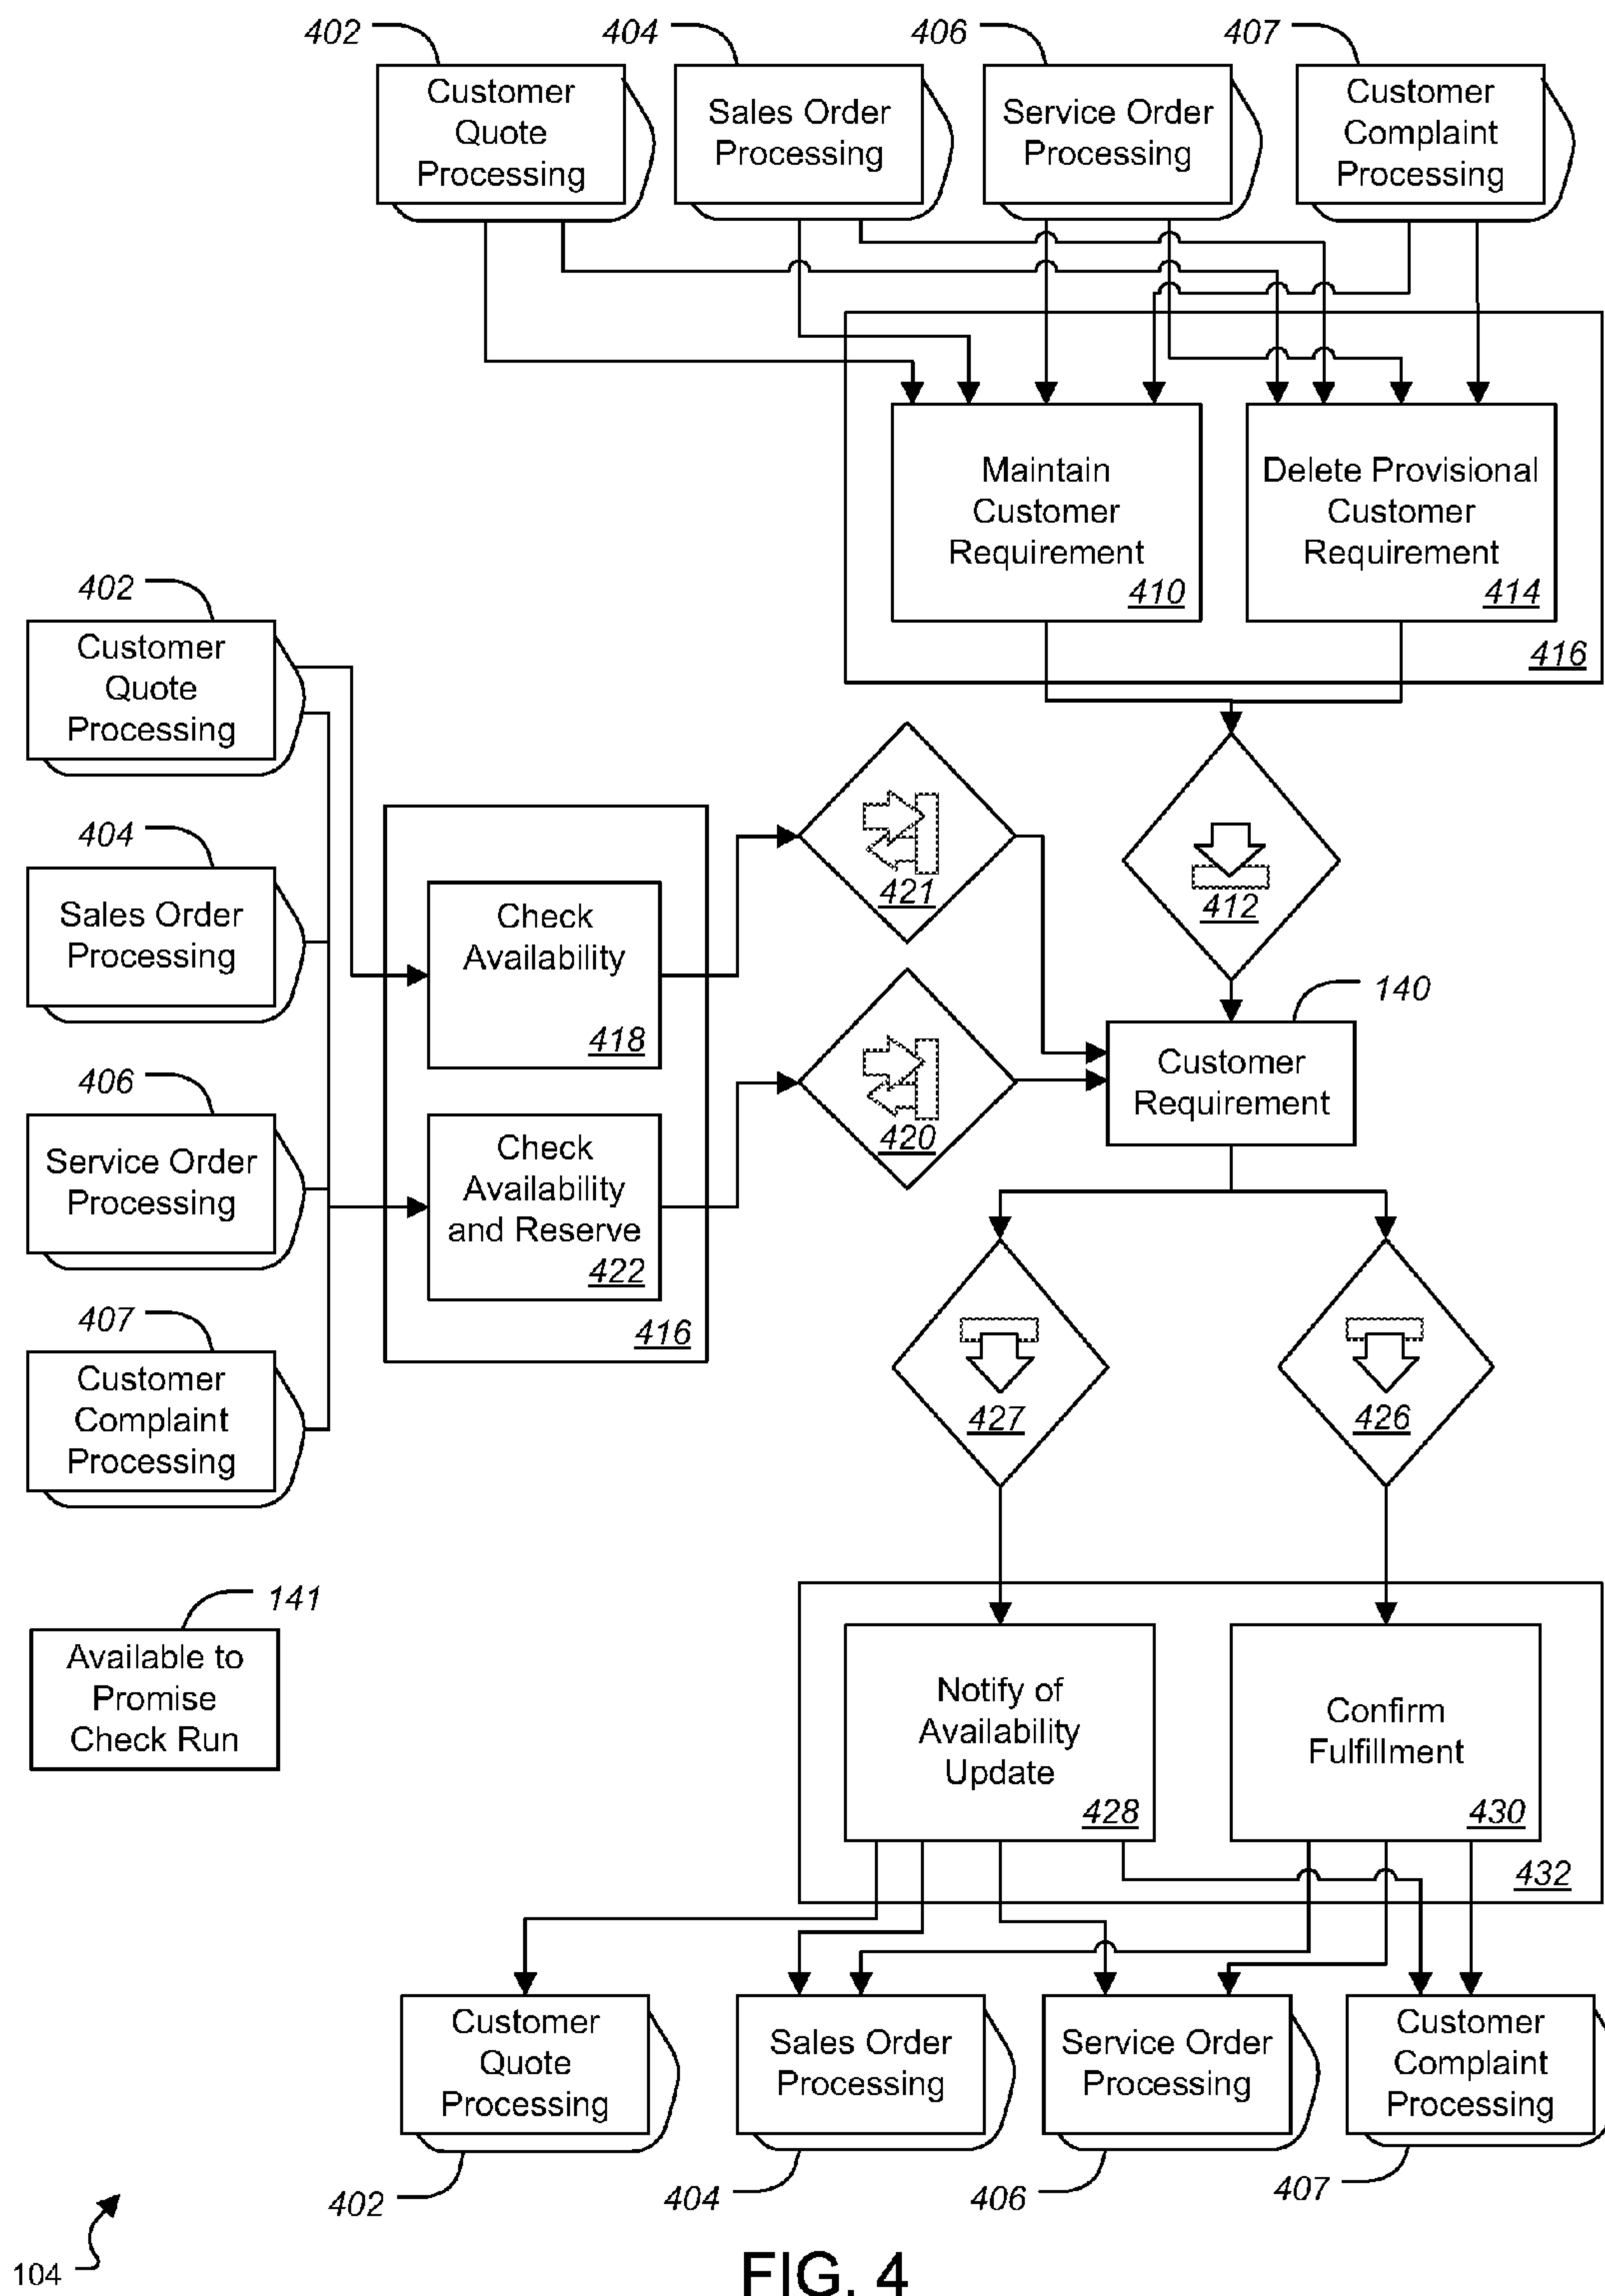 402
404
406
407
Customer
Quote
Processing
Sales Order
Processing
Service Order
Processing
Customer
Complaint
Processing
Maintain
Customer
Requirement
410
Delete Provisional
Customer
Requirement
414
416
402
Customer
Quote
Processing
404
Sales Order
Processing
406
Service Order
Processing
407
Customer
Complaint
Processing
Check
Availability
418
Check
Availability
and Reserve
422
416
421
420
412
140
Customer
Requirement
427
426
141
Available to
Promise
Check Run
Notify of
Availability
Update
428
Confirm
Fulfillment
430
432
Customer
Quote
Processing
Sales Order
Processing
Service Order
Processing
Customer
Complaint
Processing
402
404
406
407
104
FIG. 4